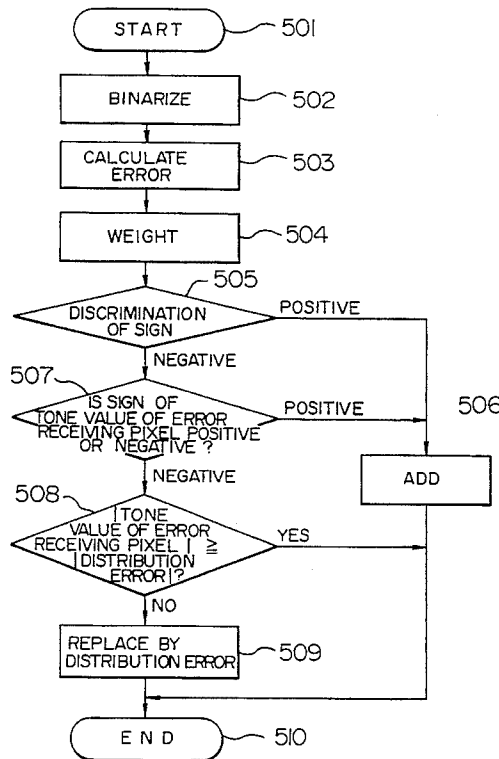 START
501
BINARIZE
502
CALCULATE
ERROR
503
WEIGHT
504
505
DISCRIMINATION
OF SIGN
POSITIVE
NEGATIVE
507
IS SIGN OF
TONE VALUE OF ERROR
RECEIVING PIXEL POSITIVE
OR NEGATIVE ?
POSITIVE
506
ADD
NEGATIVE
508
|TONE
VALUE OF ERROR
RECEIVING PIXEL | ≧
|DISTRIBUTION
ERROR|?
YES
NO
REPLACE BY
DISTRIBUTION ERROR
509
END
510